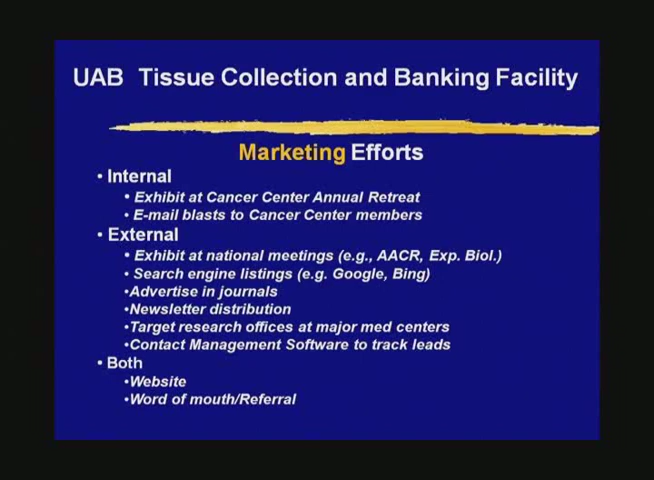 UAB Tissue Collection and Banking Facility
Marketing Efforts
• Internal
• Exhibit at Cancer Center Annual Retreat
• E-mail blasts to Cancer Center members
• External
• Exhibit at national meetings (e.g., AACR, Exp. Biol.)
• Search engine listings (e.g. Google, Bing)
•Advertise in journals
•Newsletter distribution
•Target research offices at major med centers
•Contact Management Software to track leads
• Both
•Website
•Word of mouth/Referral